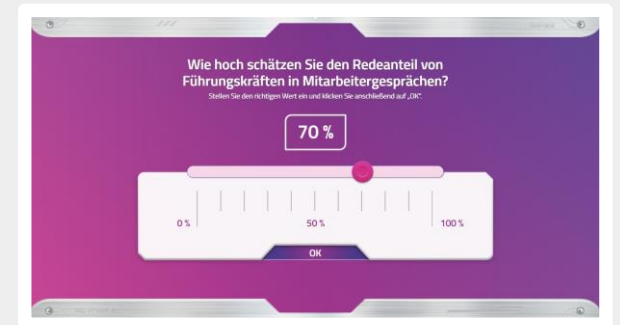 Wie hoch schätzen Sie den Redeanteil von
Führungskräften in Mitarbeitergesprächen?
Stellen Sie den richtigen Wert ein und klicken Sie anschließend auf „OK“.
70 %
0 %
50 %
100 %
OK